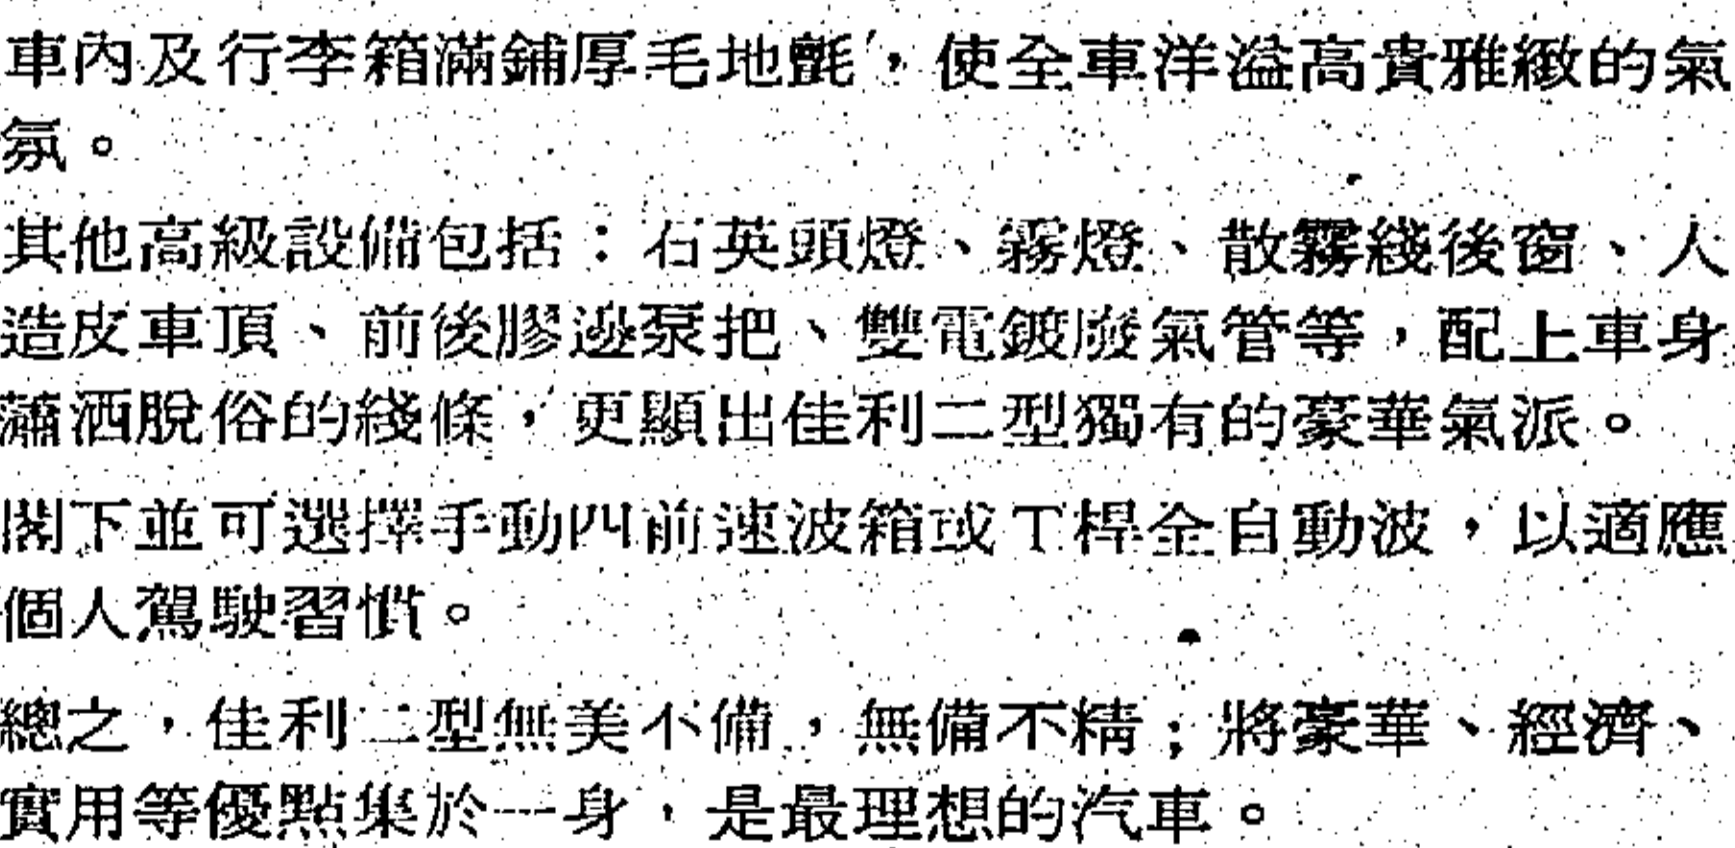 車內及行李箱滿鋪厚毛地氈，使全車洋溢高貴雅緻的氣
氛。
其他高級設備包括：石英頭燈、霧燈、散霧綫後窗、人
造皮車頂、前後膠邊泵把、雙電鍍廢氣管等，配上車身
蕭洒脫俗的綫條，更顯出佳利二型獨有的豪華氣派。
閣下並可選擇手動四前速波箱或T桿全自動波，以適應
個人駕駛習慣。
總之，佳利二型無美不備，無備不精；將豪華、經濟、
實用等優點集於一身，是最理想的汽車。